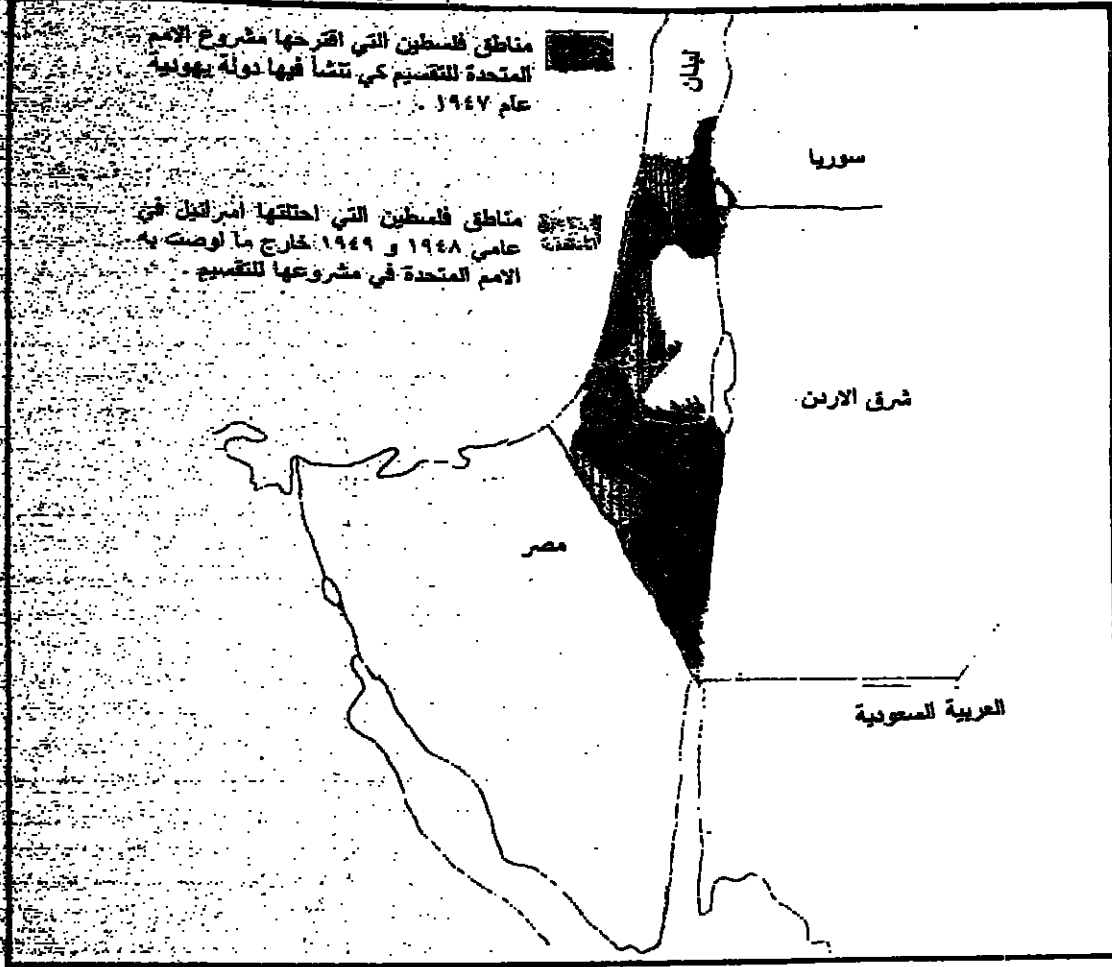 مناطق فلسطين التي اقترحها مشروع الامم
المتحدة للتقسيم كي تنشأ فيها دولة يهودية
عام ١٩٤٧ .
مناطق فلسطين التي احتلتها اسرائيل في
عامي ١٩٤٨ و ١٩٤٩ خارج ما اوصت به
الامم المتحدة في مشروعها للتقسيم .
لبنان
سوريا
شرق الاردن
مصر
العربية السعودية